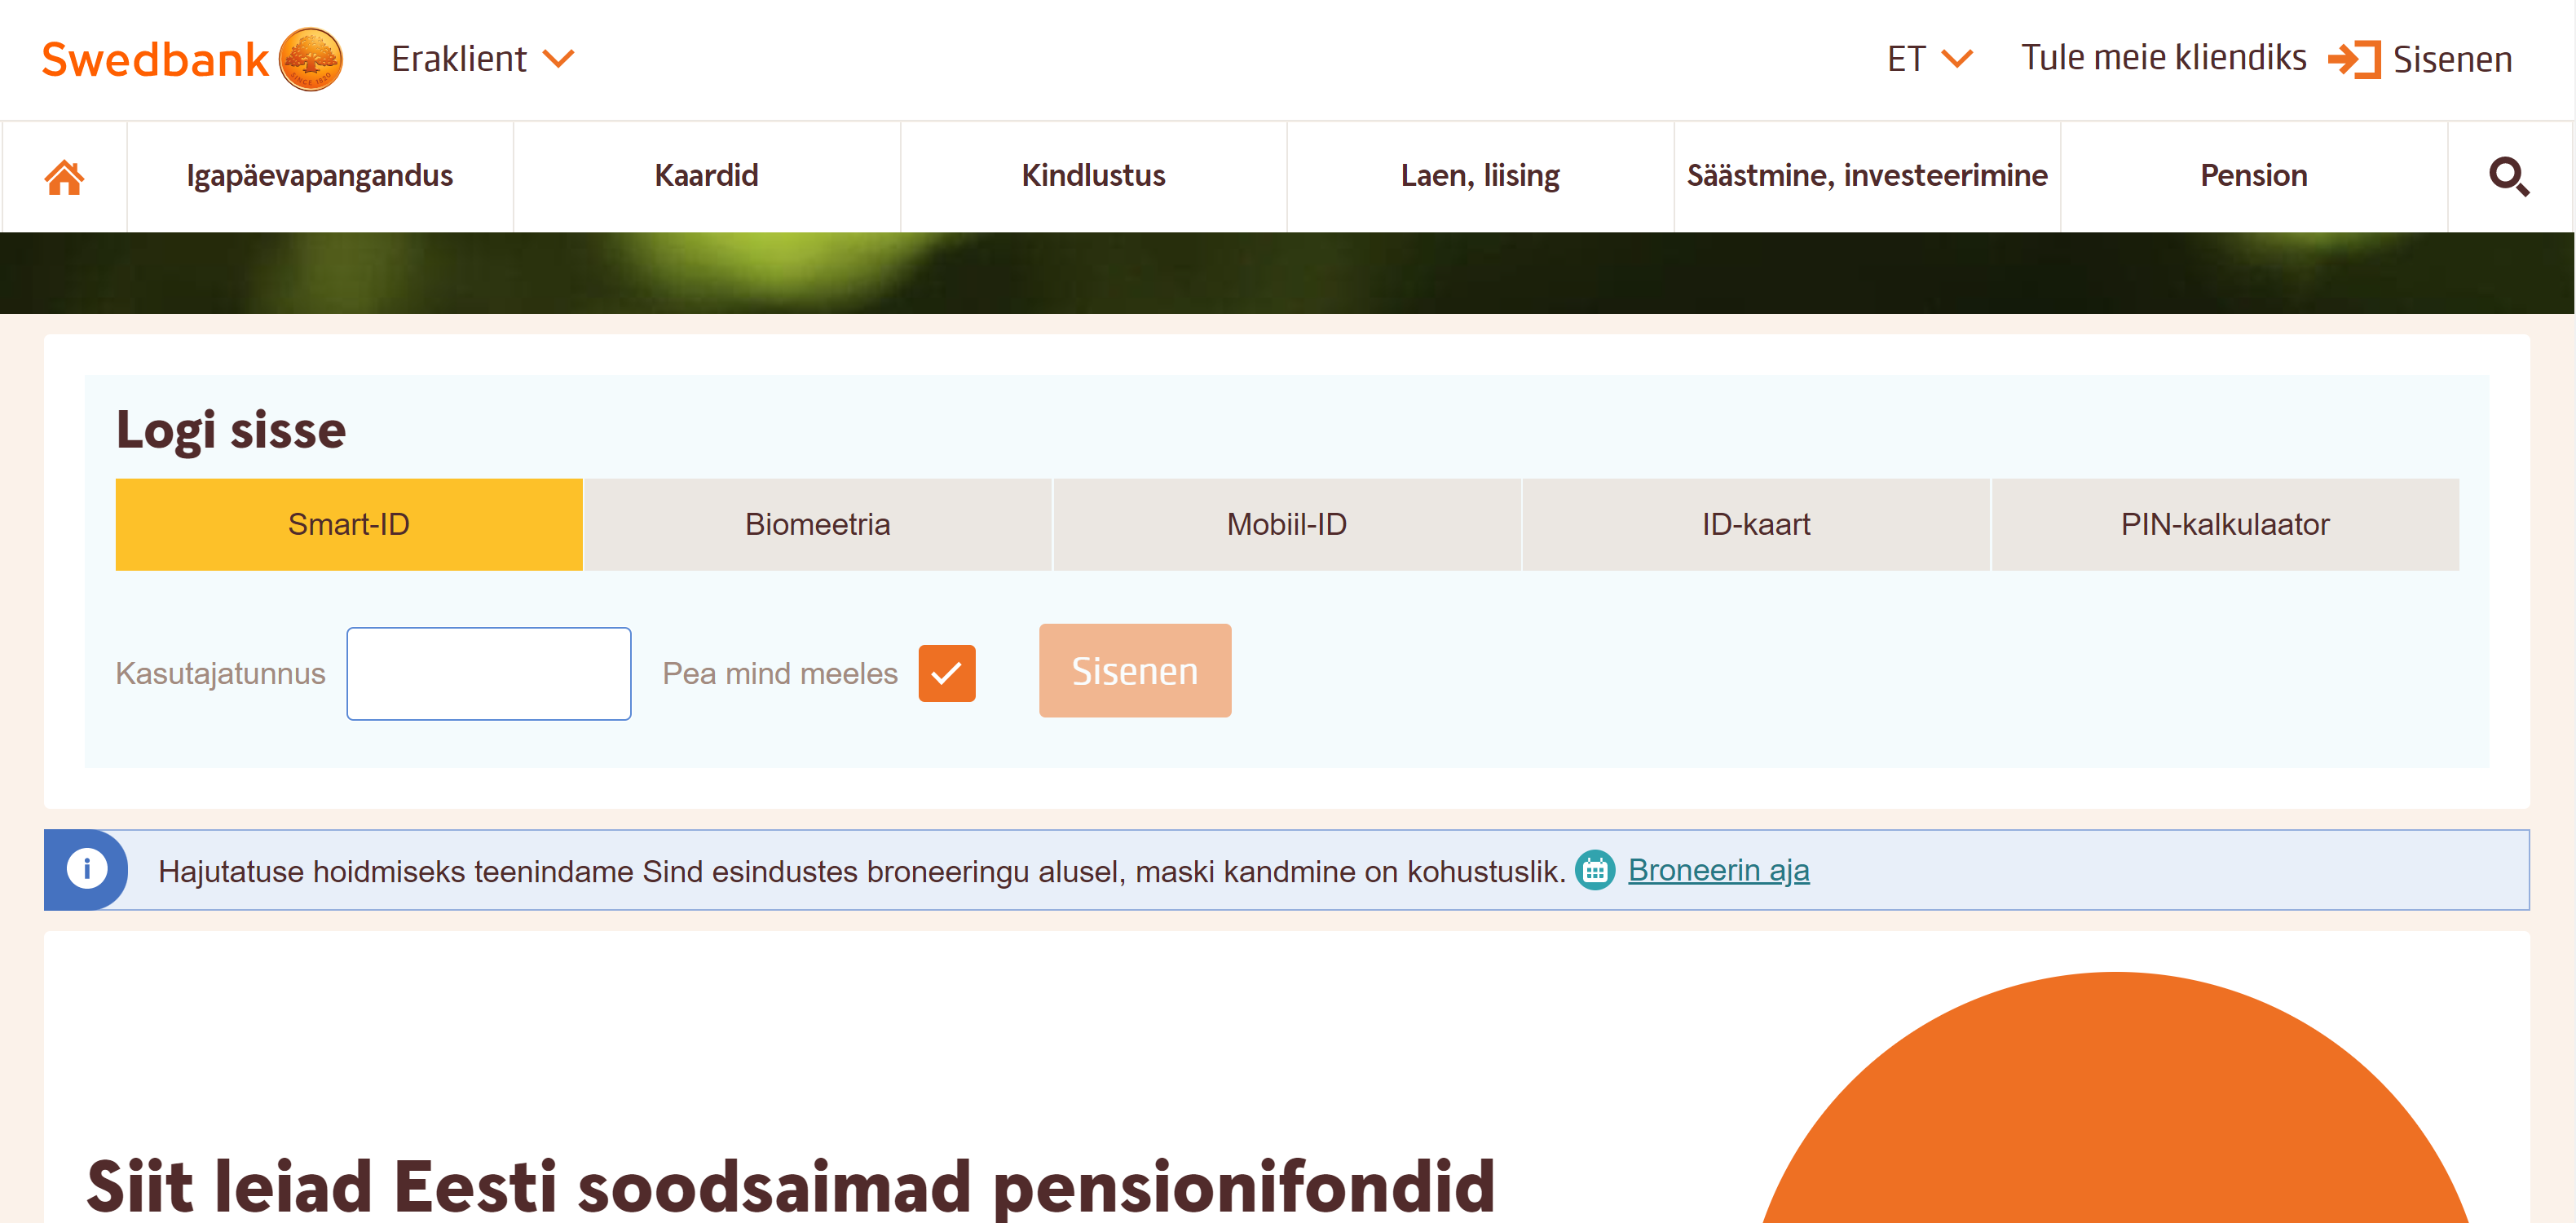 Swedbank
SINCE 1820
Eraklient
ET
Tule meie kliendiks
Sisenen
Igapäevapangandus
Kaardid
Kindlustus
Laen, liising
Säästmine, investeerimine
Pension
Logi sisse
Smart-ID
Biomeetria
Mobiil-ID
ID-kaart
PIN-kalkulaator
Kasutajatunnus
Pea mind meeles
Sisenen
Hajutatuse hoidmiseks teenindame Sind esindustes broneeringu alusel, maski kandmine on kohustuslik. Broneerin aja
Siit leiad Eesti soodsaimad pensionifondid